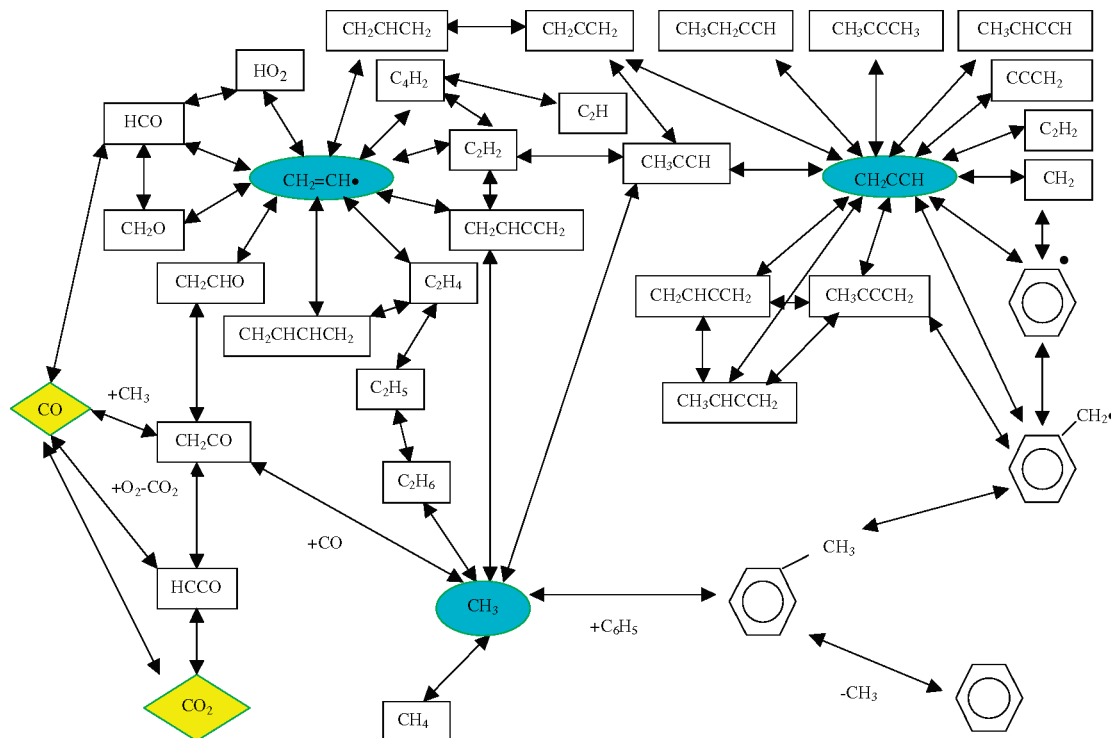 CH₂CHCH₂
CH₂CCH₂
CH₃CH₂CCH
CH₃CCCH₃
CH₃CHCCH
HO₂
C₄H₂
CCCH₂
C₂H
HCO
C₂H₂
C₂H₂
CH₃CCH
CH₂=CH•
CH₂CCH
CH₂
CH₂O
CH₂CHCCH₂
CH₂CHO
C₂H₄
CH₂CHCCH₂
CH₃CCCH₂
CH₂CHCHCH₂
C₂H₅
CH₃CHCCH₂
+CH₃
CO
CH₂•
CH₂CO
C₂H₆
+O₂-CO₂
+CO
CH₃
HCCO
CH₃
+C₆H₅
CO₂
-CH₃
CH₄